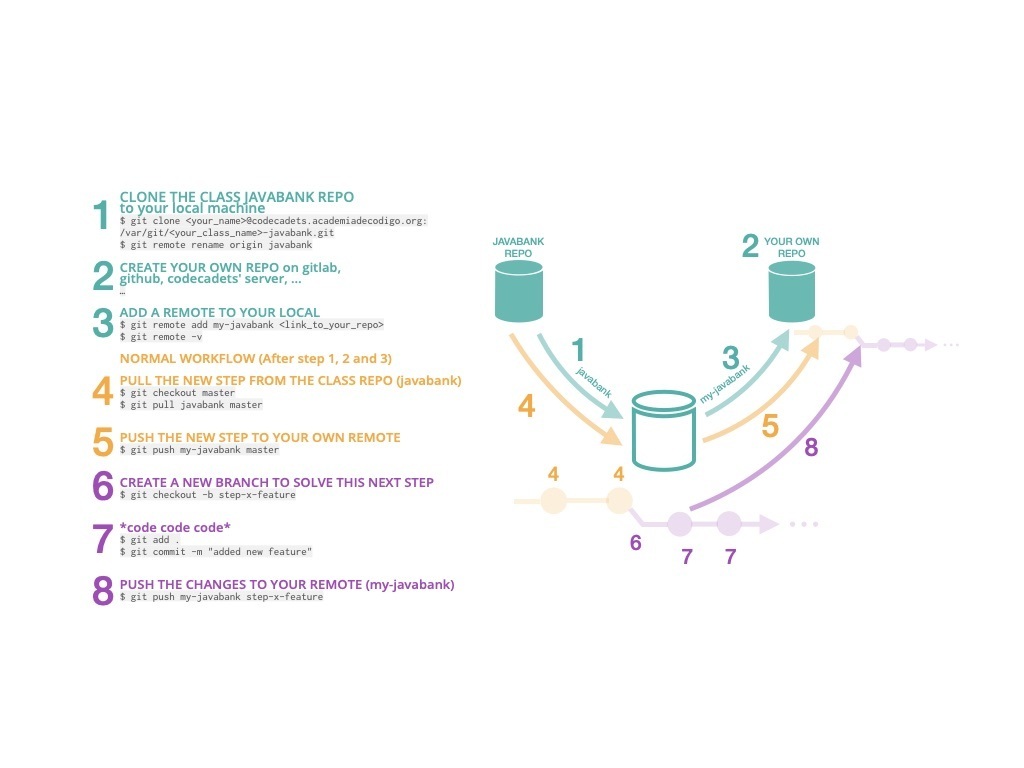 1
CLONE THE CLASS JAVABANK REPO
to your local machine
$ git clone <your_name>@codecadets.academiadecodigo.org:
/var/git/<your_class_name>-javabank.git
$ git remote rename origin javabank
2
CREATE YOUR OWN REPO on gitlab,
github, codecadets' server, ...
…
3
ADD A REMOTE TO YOUR LOCAL
$ git remote add my-javabank <link_to_your_repo>
$ git remote -v
NORMAL WORKFLOW (After step 1, 2 and 3)
4
PULL THE NEW STEP FROM THE CLASS REPO (javabank)
$ git checkout master
$ git pull javabank master
5
PUSH THE NEW STEP TO YOUR OWN REMOTE
$ git push my-javabank master
6
CREATE A NEW BRANCH TO SOLVE THIS NEXT STEP
$ git checkout -b step-x-feature
7
*code code code*
$ git add .
$ git commit -m "added new feature"
8
PUSH THE CHANGES TO YOUR REMOTE (my-javabank)
$ git push my-javabank step-x-feature
JAVABANK
REPO
2
YOUR OWN
REPO
1
javabank
3
my-javabank
4
5
8
4
4
6
7
7